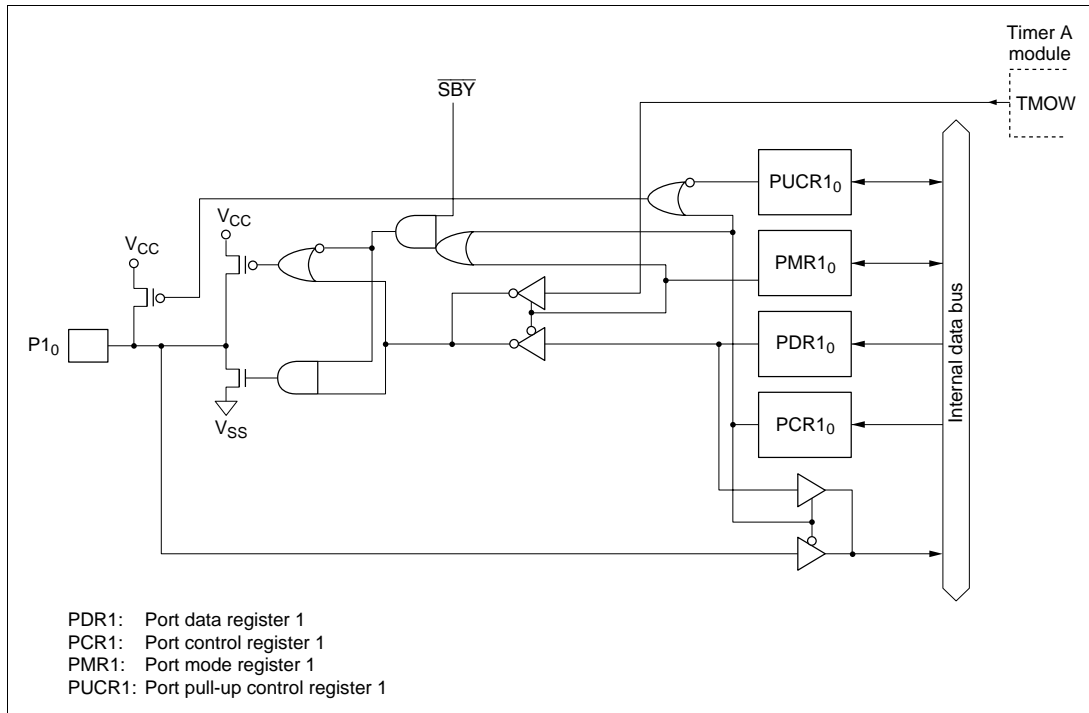 Timer A
module
TMOW
SBY
PUCR1₀
V_CC
V_CC
PMR1₀
P1₀
PDR1₀
V_SS
PCR1₀
Internal data bus
PDR1: Port data register 1
PCR1: Port control register 1
PMR1: Port mode register 1
PUCR1: Port pull-up control register 1